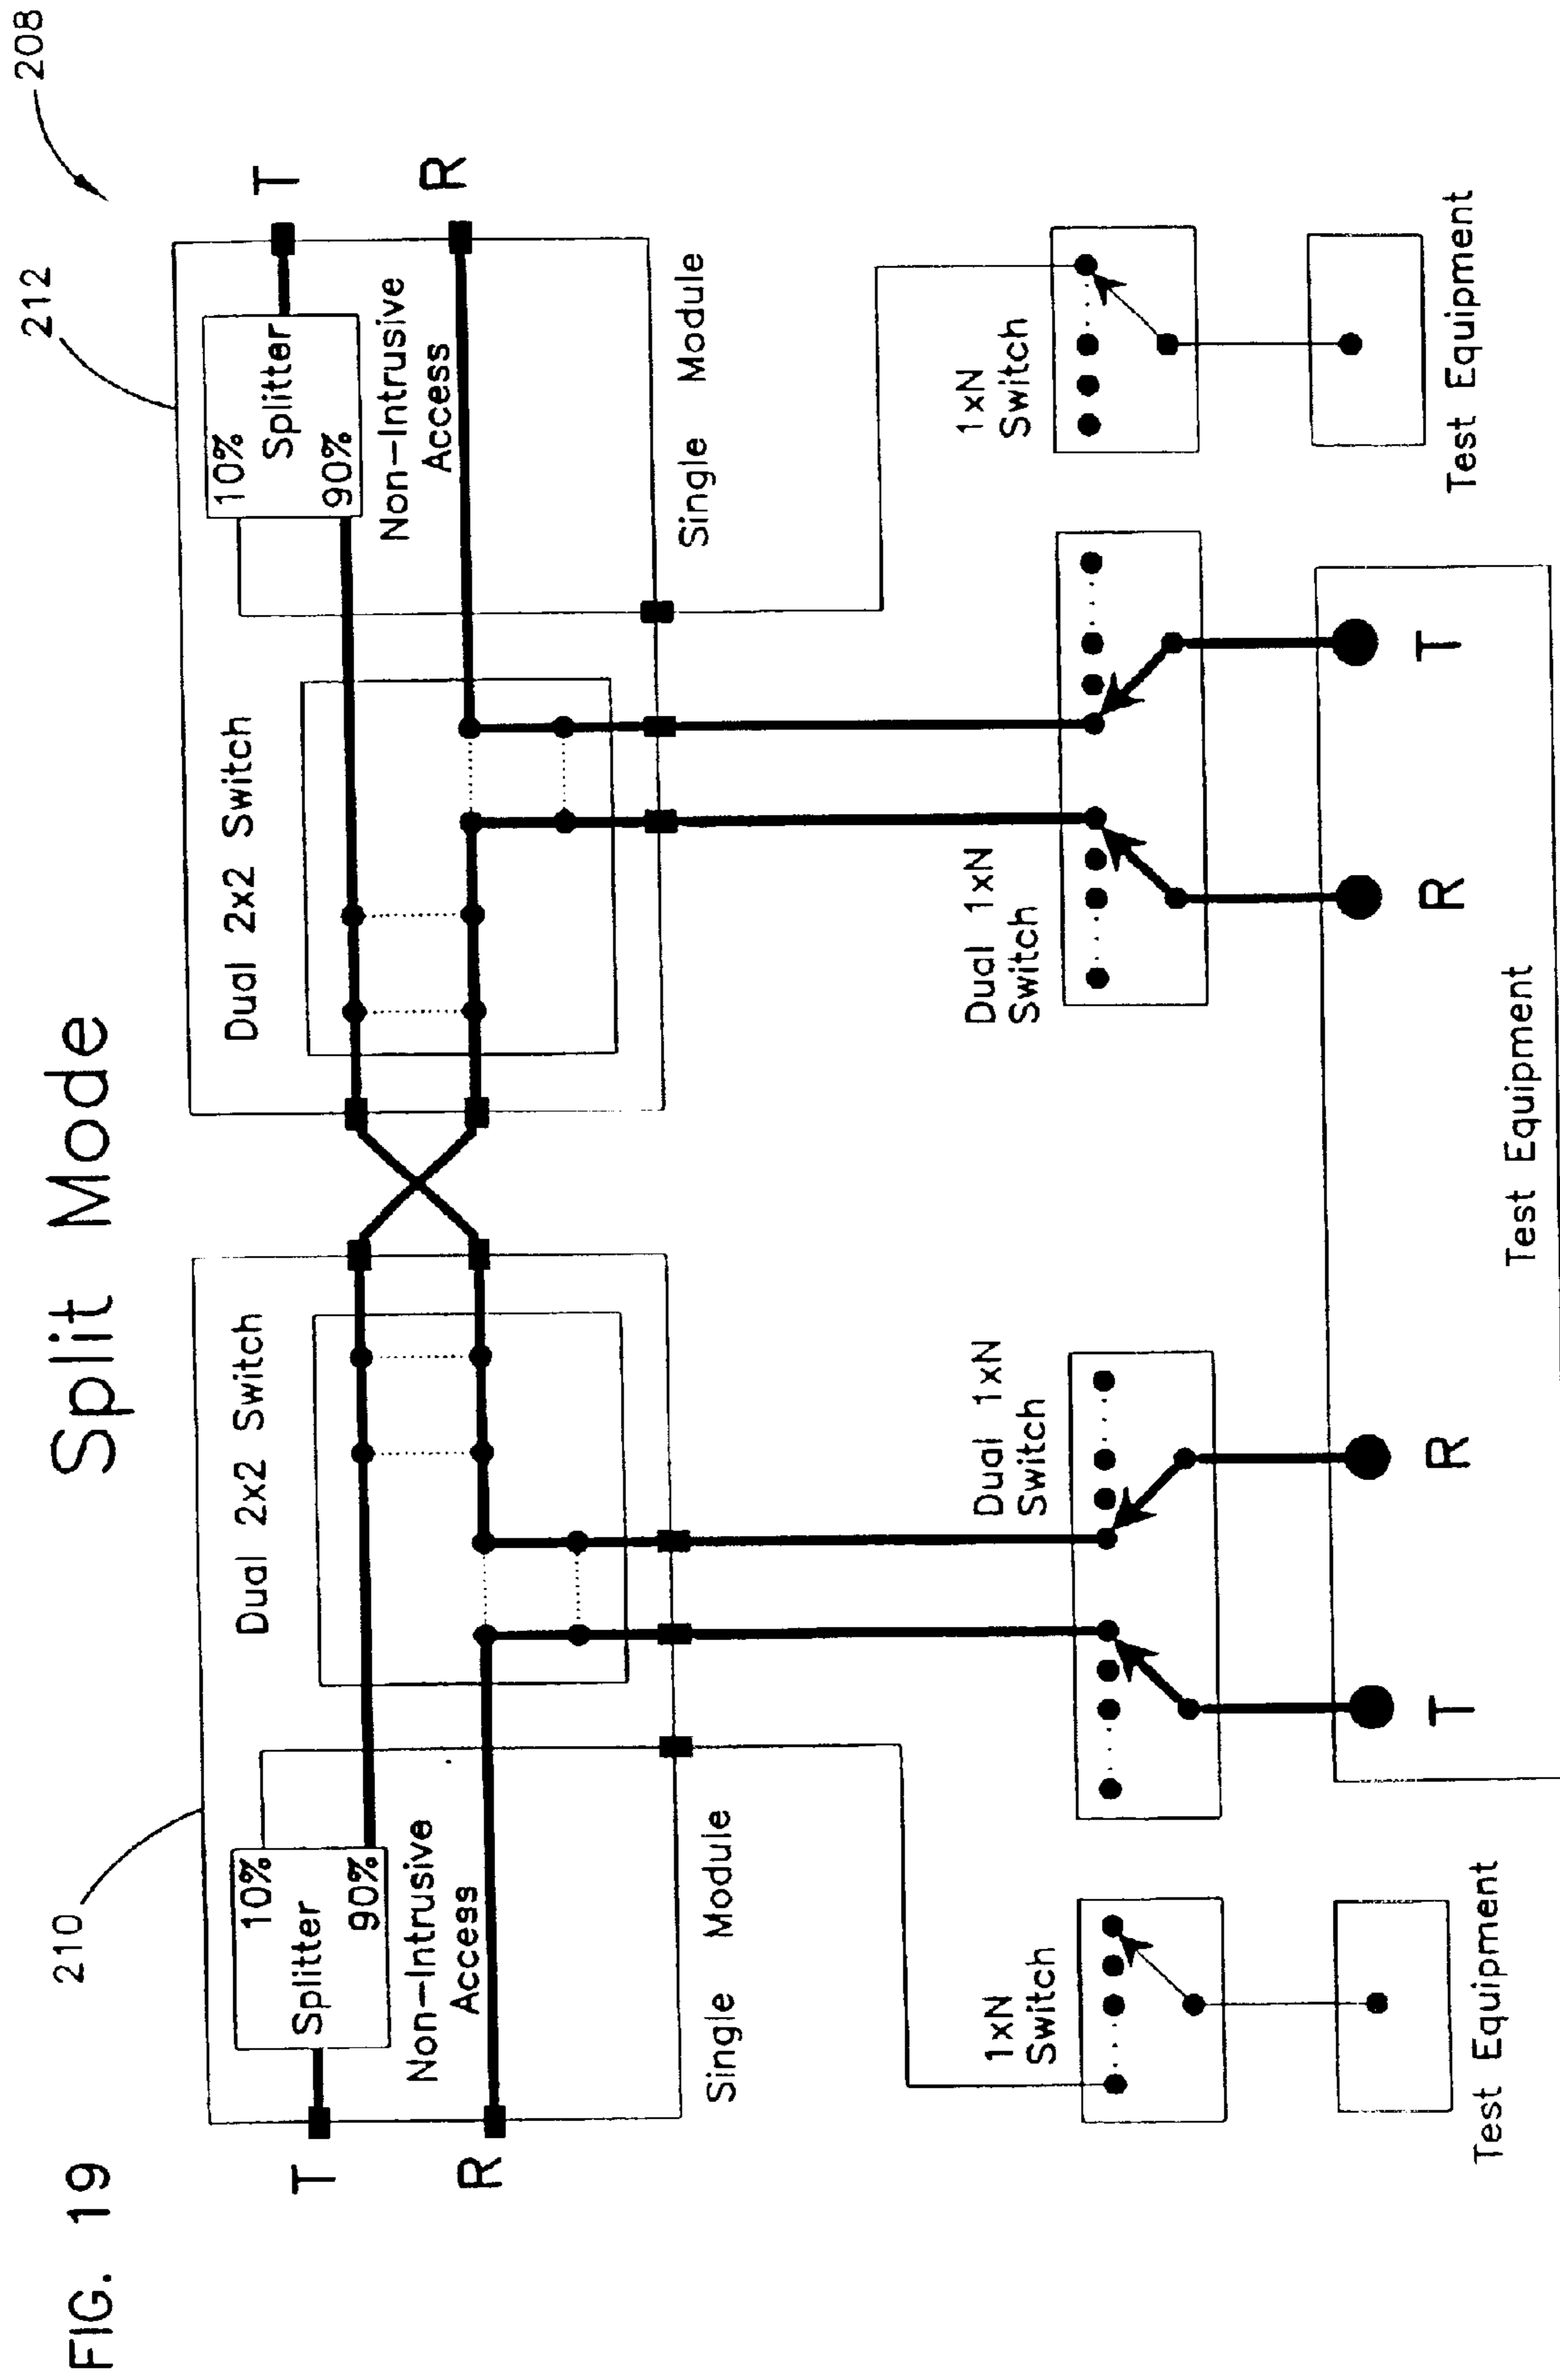 FIG. 19
Split Mode
208
210
212
T
R
10%
Splitter
90%
Non-Intrusive
Access
Dual 2x2 Switch
Single Module
Dual 2x2 Switch
10%
Splitter
90%
Non-Intrusive
Access
Single Module
T
R
1xN
Switch
Dual 1xN
Switch
Dual 1xN
Switch
1xN
Switch
T
R
R
T
Test Equipment
Test Equipment
Test Equipment